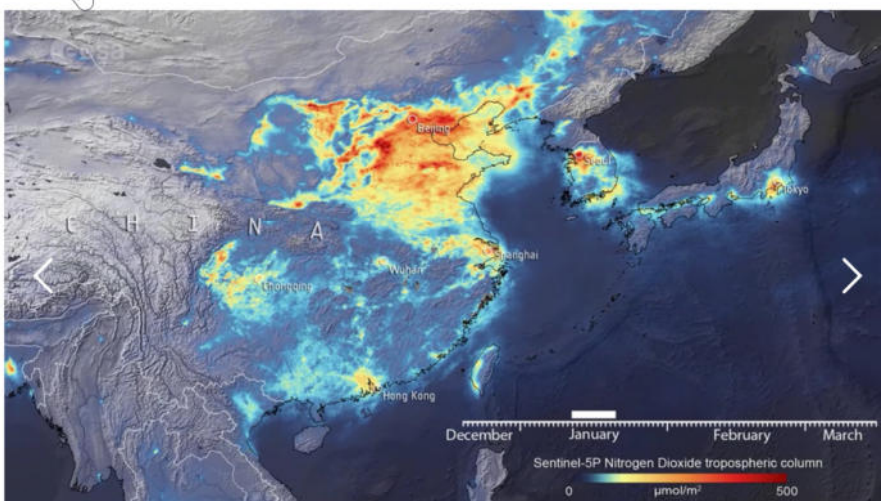 esa
Beijing
Seoul
Tokyo
CHINA
Shanghai
Wuhan
Chongqing
Hong Kong
December January February March
Sentinel-5P Nitrogen Dioxide tropospheric column
0 µmol/m² 500